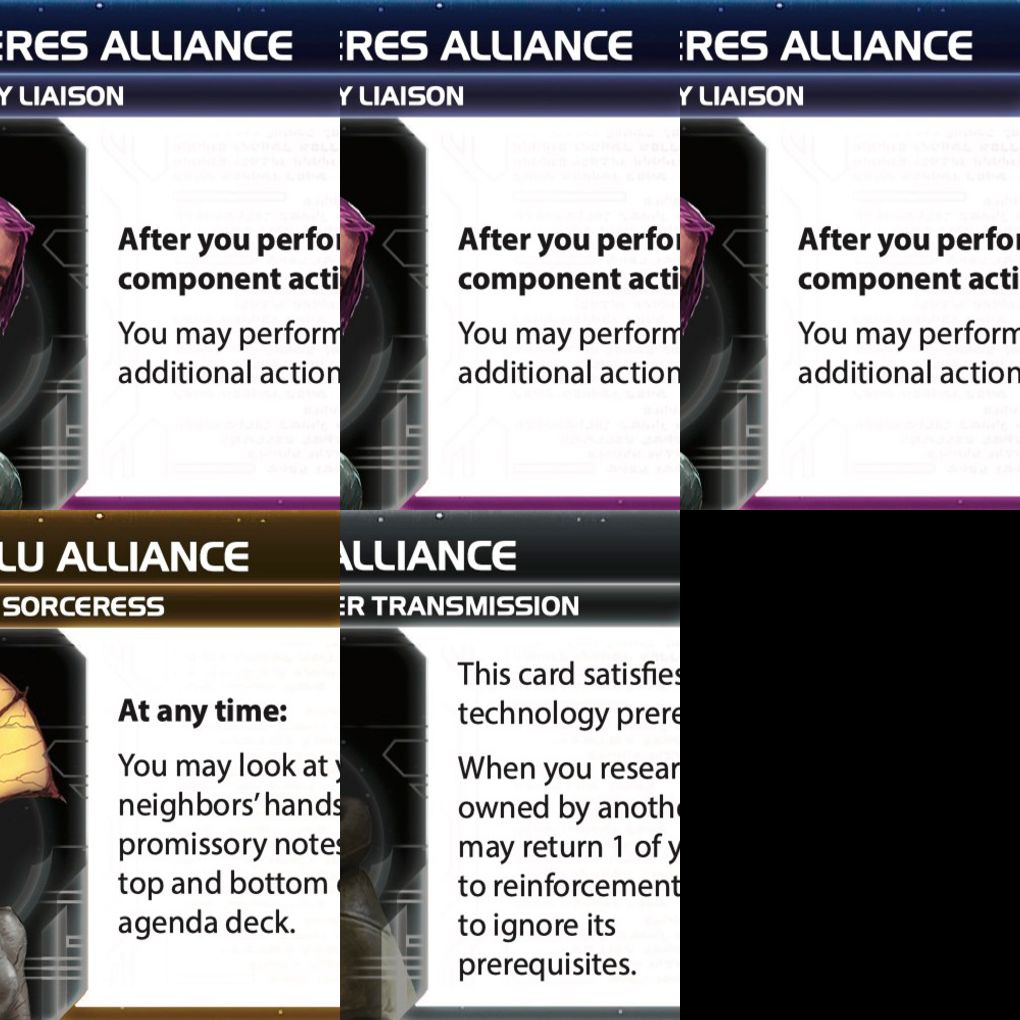 ERES ALLIANCE
Y LIAISON
After you perfor
component acti
You may perform
additional action
ERES ALLIANCE
Y LIAISON
After you perfor
component acti
You may perform
additional action
ERES ALLIANCE
Y LIAISON
After you perfor
component acti
You may perform
additional action
LU ALLIANCE
SORCERESS
At any time:
You may look at y
neighbors' hands
promissory notes
top and bottom
agenda deck.
ALLIANCE
ER TRANSMISSION
This card satisfies
technology prere
When you resear
owned by anothe
may return 1 of y
to reinforcement
to ignore its
prerequisites.